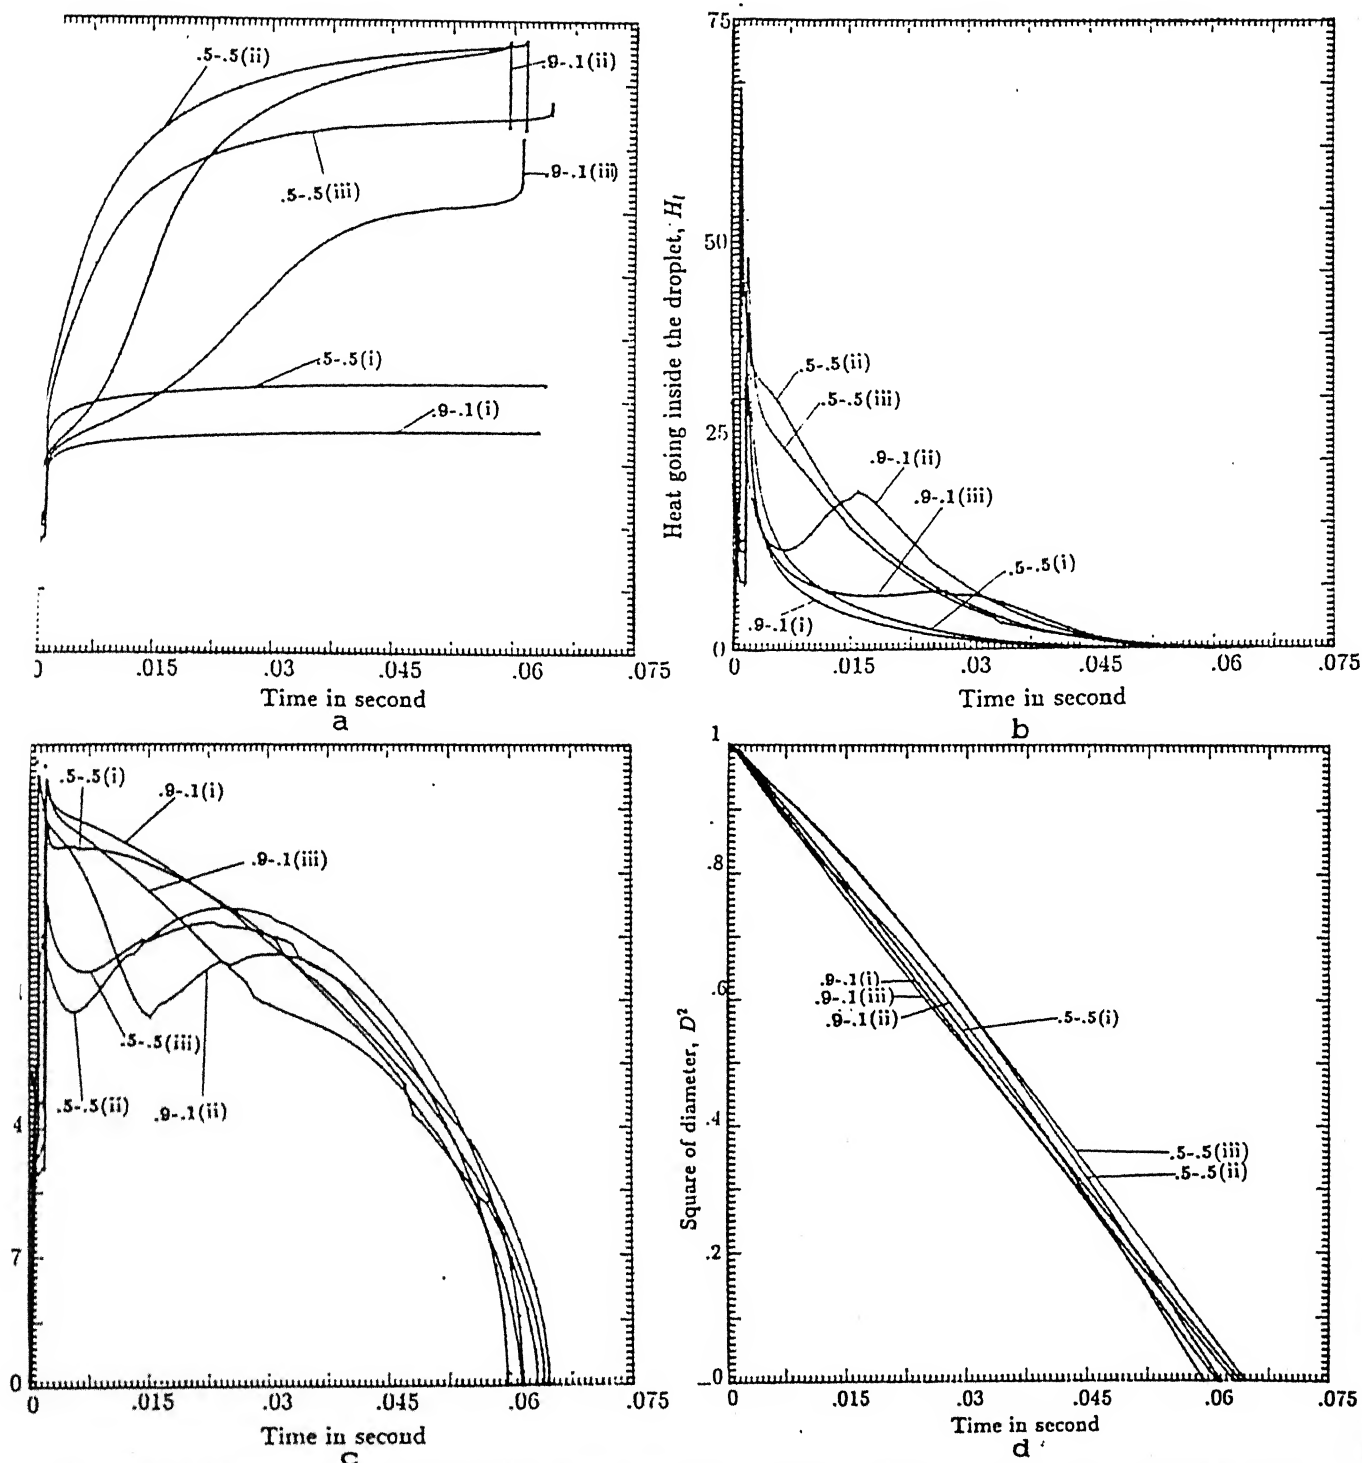 .5-.5(ii)
.9-.1(ii)
.5-.5(iii)
.9-.1(iii)
.5-.5(i)
.9-.1(i)
0 .015 .03 .045 .06 .075
Time in second
a
75
50
25
0
Heat going inside the droplet, H_l
.5-.5(ii)
.5-.5(iii)
.9-.1(ii)
.9-.1(iii)
.5-.5(i)
.9-.1(i)
0 .015 .03 .045 .06 .075
Time in second
b
.5-.5(i)
.9-.1(i)
.9-.1(iii)
.5-.5(iii)
.5-.5(ii)
.9-.1(ii)
4
7
0
0 .015 .03 .045 .06 .075
Time in second
c
1
.8
.6
.4
.2
0
Square of diameter, D²
.9-.1(i)
.9-.1(iii)
.9-.1(ii)
.5-.5(i)
.5-.5(iii)
.5-.5(ii)
0 .015 .03 .045 .06 .075
Time in second
d